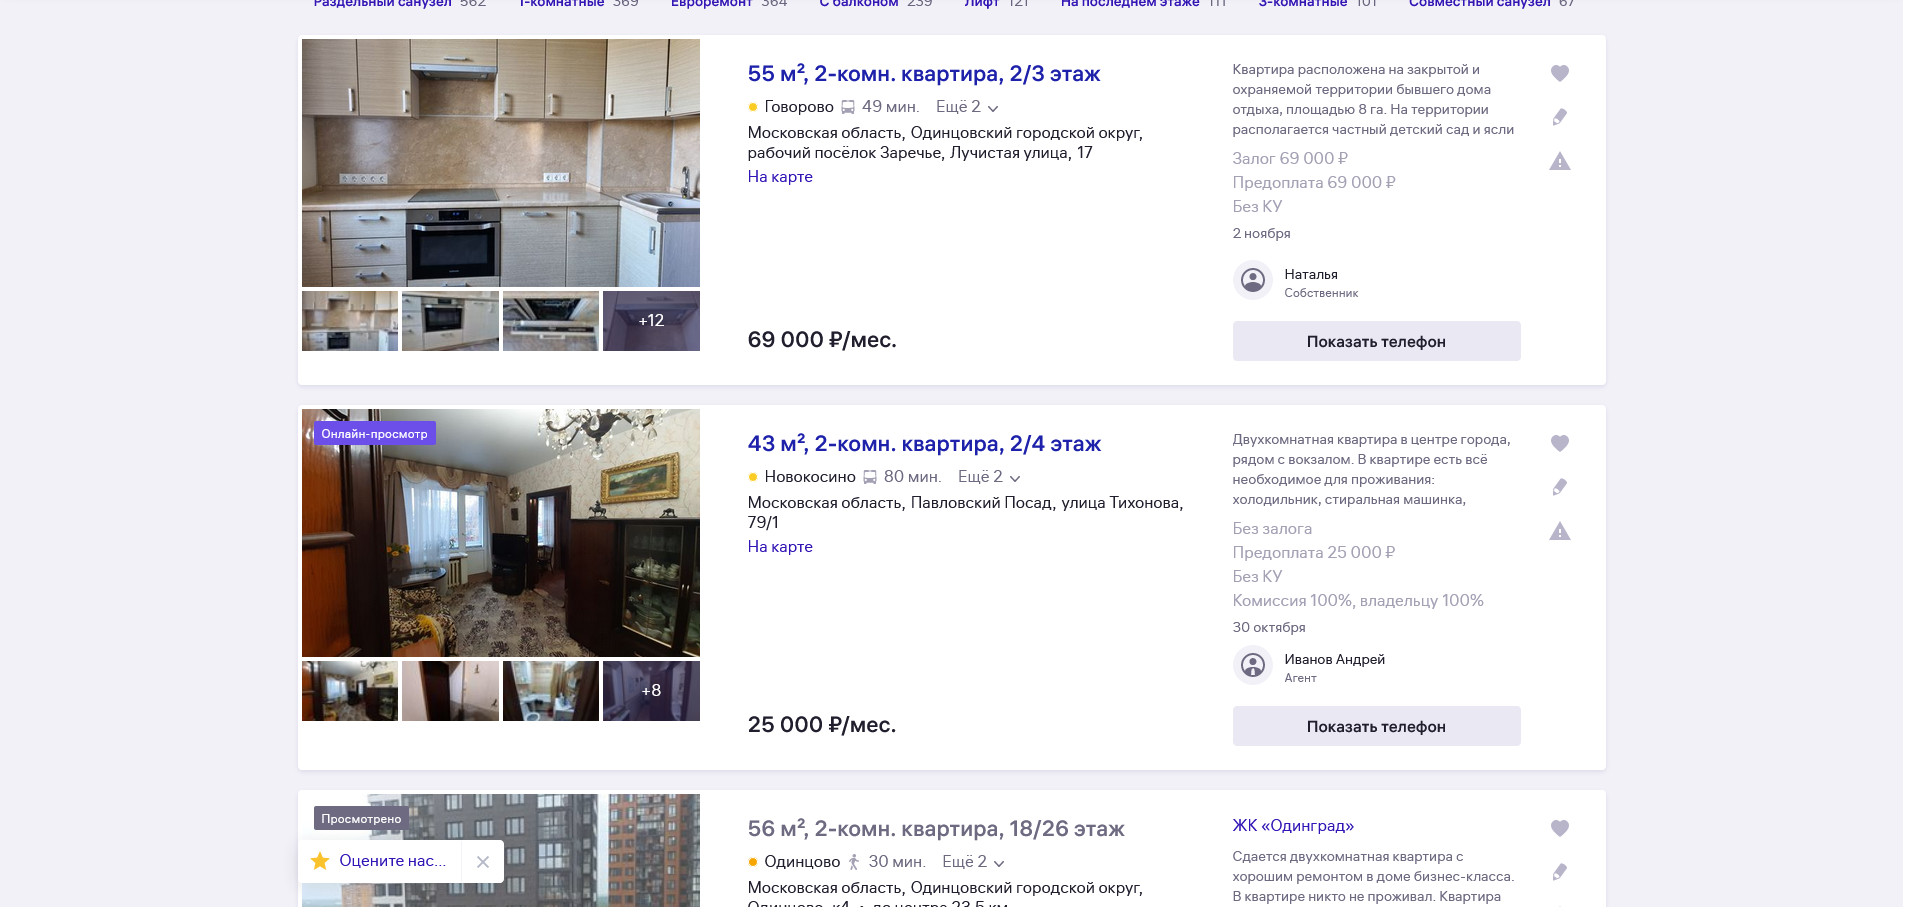 Раздельный санузел 562 1-комнатные 369 Евроремонт 364 С балконом 239 Лифт 121 На последнем этаже 111 3-комнатные 101 Совместный санузел 67
55 м², 2-комн. квартира, 2/3 этаж
Говорово 49 мин. Ещё 2
Московская область, Одинцовский городской округ,
рабочий посёлок Заречье, Лучистая улица, 17
На карте
+12
69 000 ₽/мес.
Квартира расположена на закрытой и
охраняемой территории бывшего дома
отдыха, площадью 8 га. На территории
располагается частный детский сад и ясли
Залог 69 000 ₽
Предоплата 69 000 ₽
Без КУ
2 ноября
Наталья
Собственник
Показать телефон
Онлайн-просмотр
43 м², 2-комн. квартира, 2/4 этаж
Новокосино 80 мин. Ещё 2
Московская область, Павловский Посад, улица Тихонова,
79/1
На карте
+8
25 000 ₽/мес.
Двухкомнатная квартира в центре города,
рядом с вокзалом. В квартире есть всё
необходимое для проживания:
холодильник, стиральная машинка,
Без залога
Предоплата 25 000 ₽
Без КУ
Комиссия 100%, владельцу 100%
30 октября
Иванов Андрей
Агент
Показать телефон
Просмотрено
Оцените нас...
56 м², 2-комн. квартира, 18/26 этаж
Одинцово 30 мин. Ещё 2
Московская область, Одинцовский городской округ,
Одинцово, к4 • до центра 23.5 км
ЖК «Одинград»
Сдается двухкомнатная квартира с
хорошим ремонтом в доме бизнес-класса.
В квартире никто не проживал. Квартира